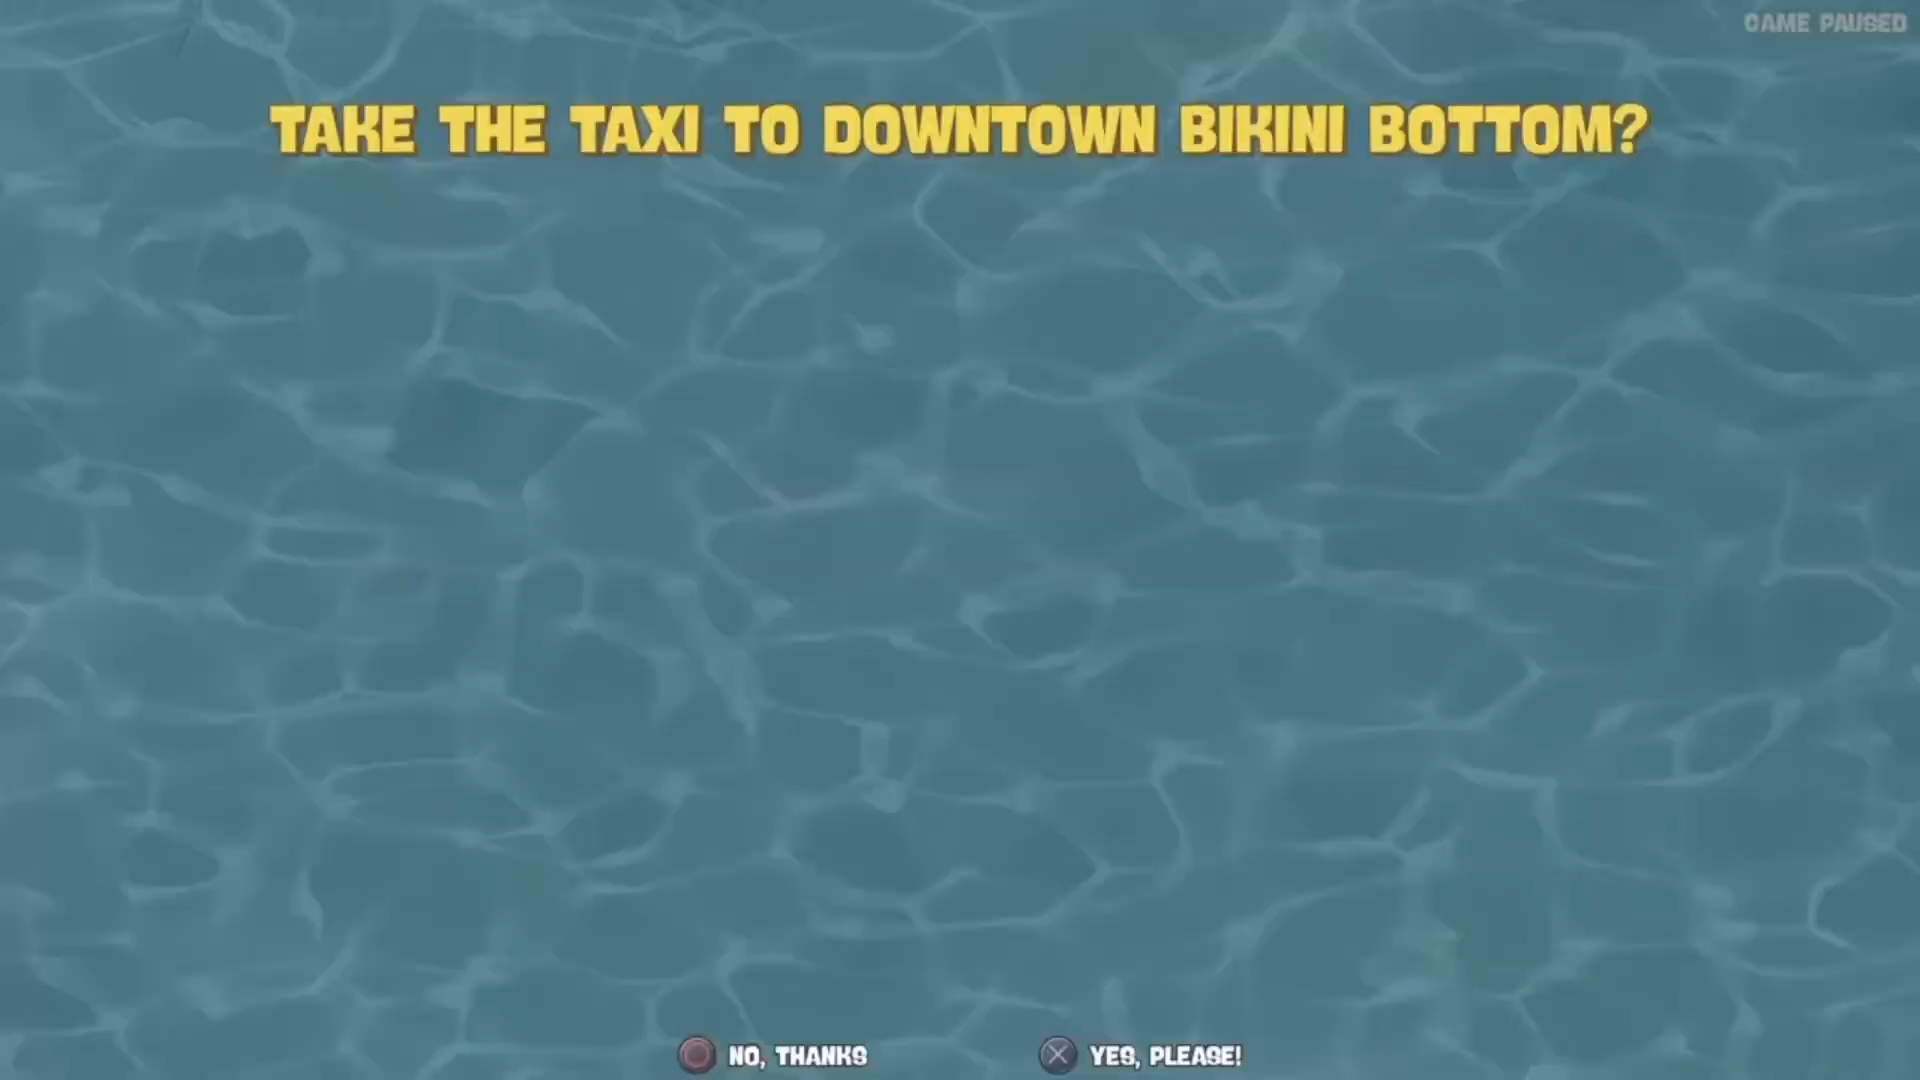 GAME PAUSED
TAKE THE TAXI TO DOWNTOWN BIKINI BOTTOM?
NO, THANKS
YES, PLEASE!